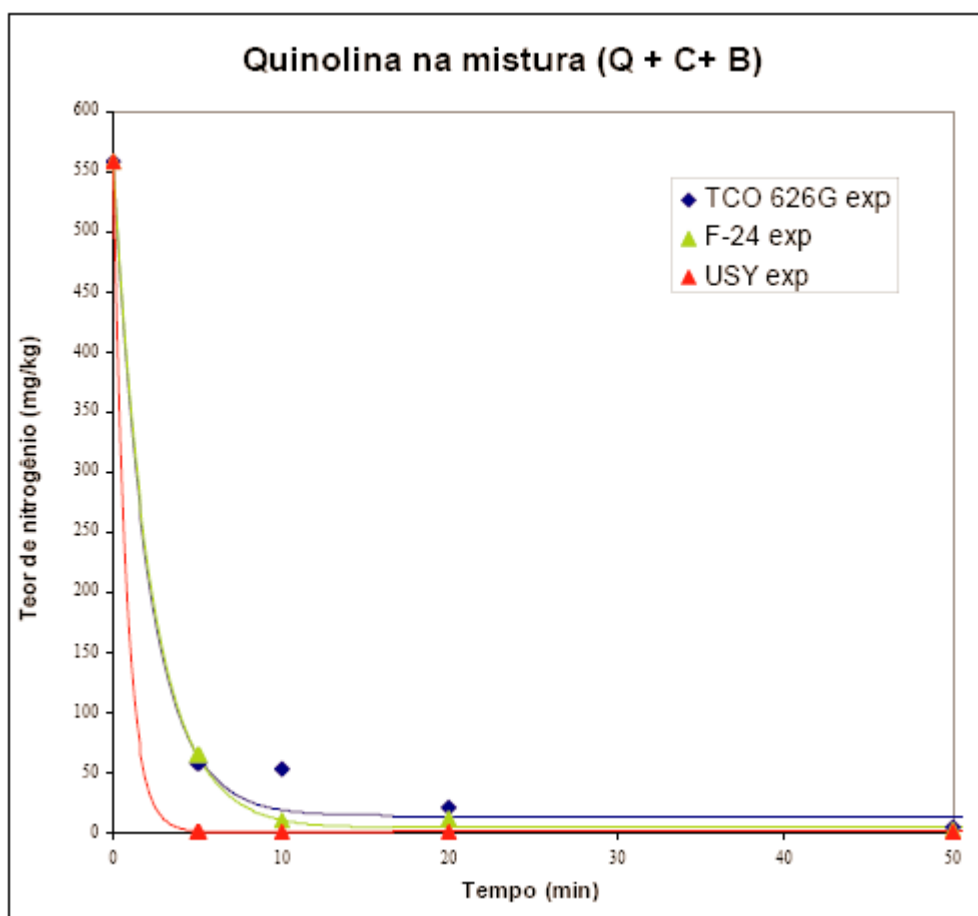 Quinolina na mistura (Q + C+ B)
600
550
500
450
400
350
300
250
200
150
100
50
0
Teor de nitrogênio (mg/kg)
TCO 626G exp
F-24 exp
USY exp
0 10 20 30 40 50
Tempo (min)